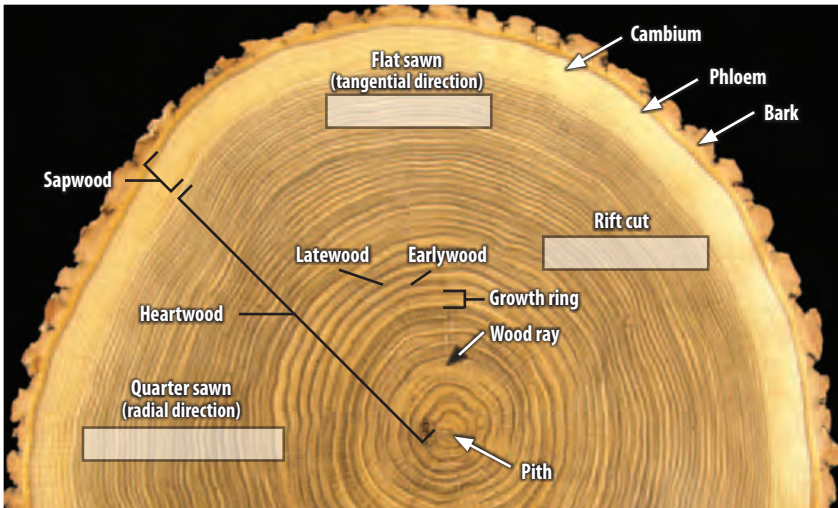 Cambium
Flat sawn
(tangential direction)
Phloem
Bark
Sapwood
Rift cut
Latewood
Earlywood
Growth ring
Heartwood
Wood ray
Quarter sawn
(radial direction)
Pith